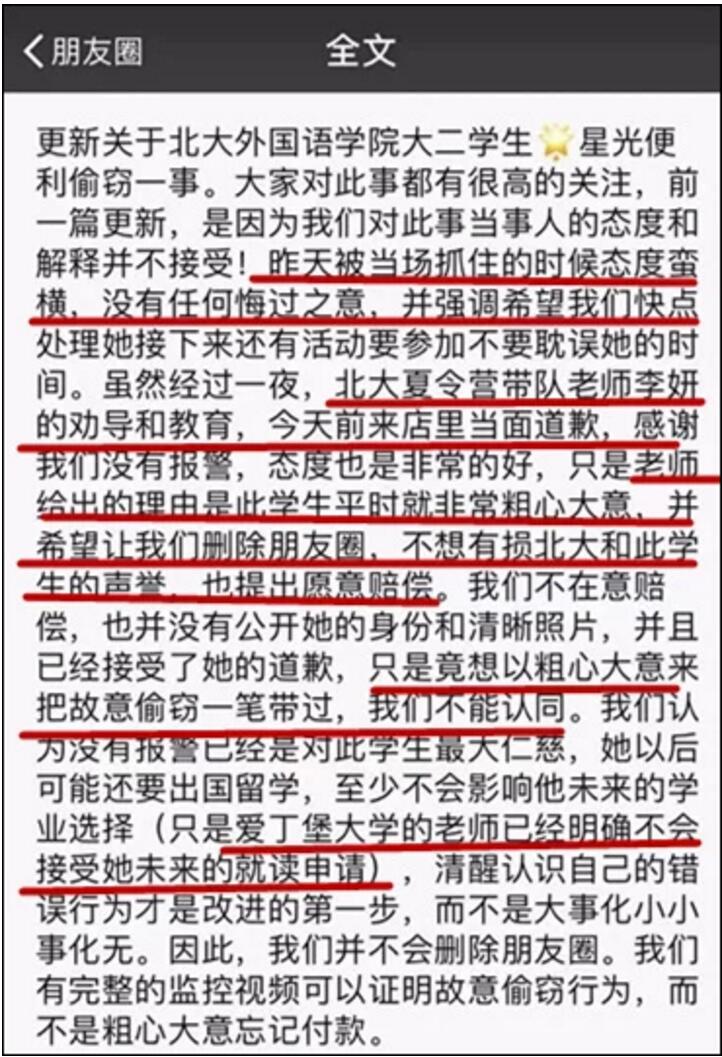 朋友圈
全文
更新关于北大外国语学院大二学生🌟星光便
利偷窃一事。大家对此事都有很高的关注，前
一篇更新，是因为我们对此事当事人的态度和
解释并不接受！昨天被当场抓住的时候态度蛮
横，没有任何悔过之意，并强调希望我们快点
处理她接下来还有活动要参加不要耽误她的时
间。虽然经过一夜，北大夏令营带队老师李妍
的劝导和教育，今天前来店里当面道歉，感谢
我们没有报警，态度也是非常的好，只是老师
给出的理由是此学生平时就非常粗心大意，并
希望让我们删除朋友圈，不想有损北大和此学
生的声誉，也提出愿意赔偿。我们不在意赔
偿，也并没有公开她的身份和清晰照片，并且
已经接受了她的道歉，只是竟想以粗心大意来
把故意偷窃一笔带过，我们不能认同。我们认
为没有报警已经是对此学生最大仁慈，她以后
可能还要出国留学，至少不会影响他未来的学
业选择（只是爱丁堡大学的老师已经明确不会
接受她未来的就读申请），清醒认识自己的错
误行为才是改进的第一步，而不是大事化小小
事化无。因此，我们并不会删除朋友圈。我们
有完整的监控视频可以证明故意偷窃行为，而
不是粗心大意忘记付款。